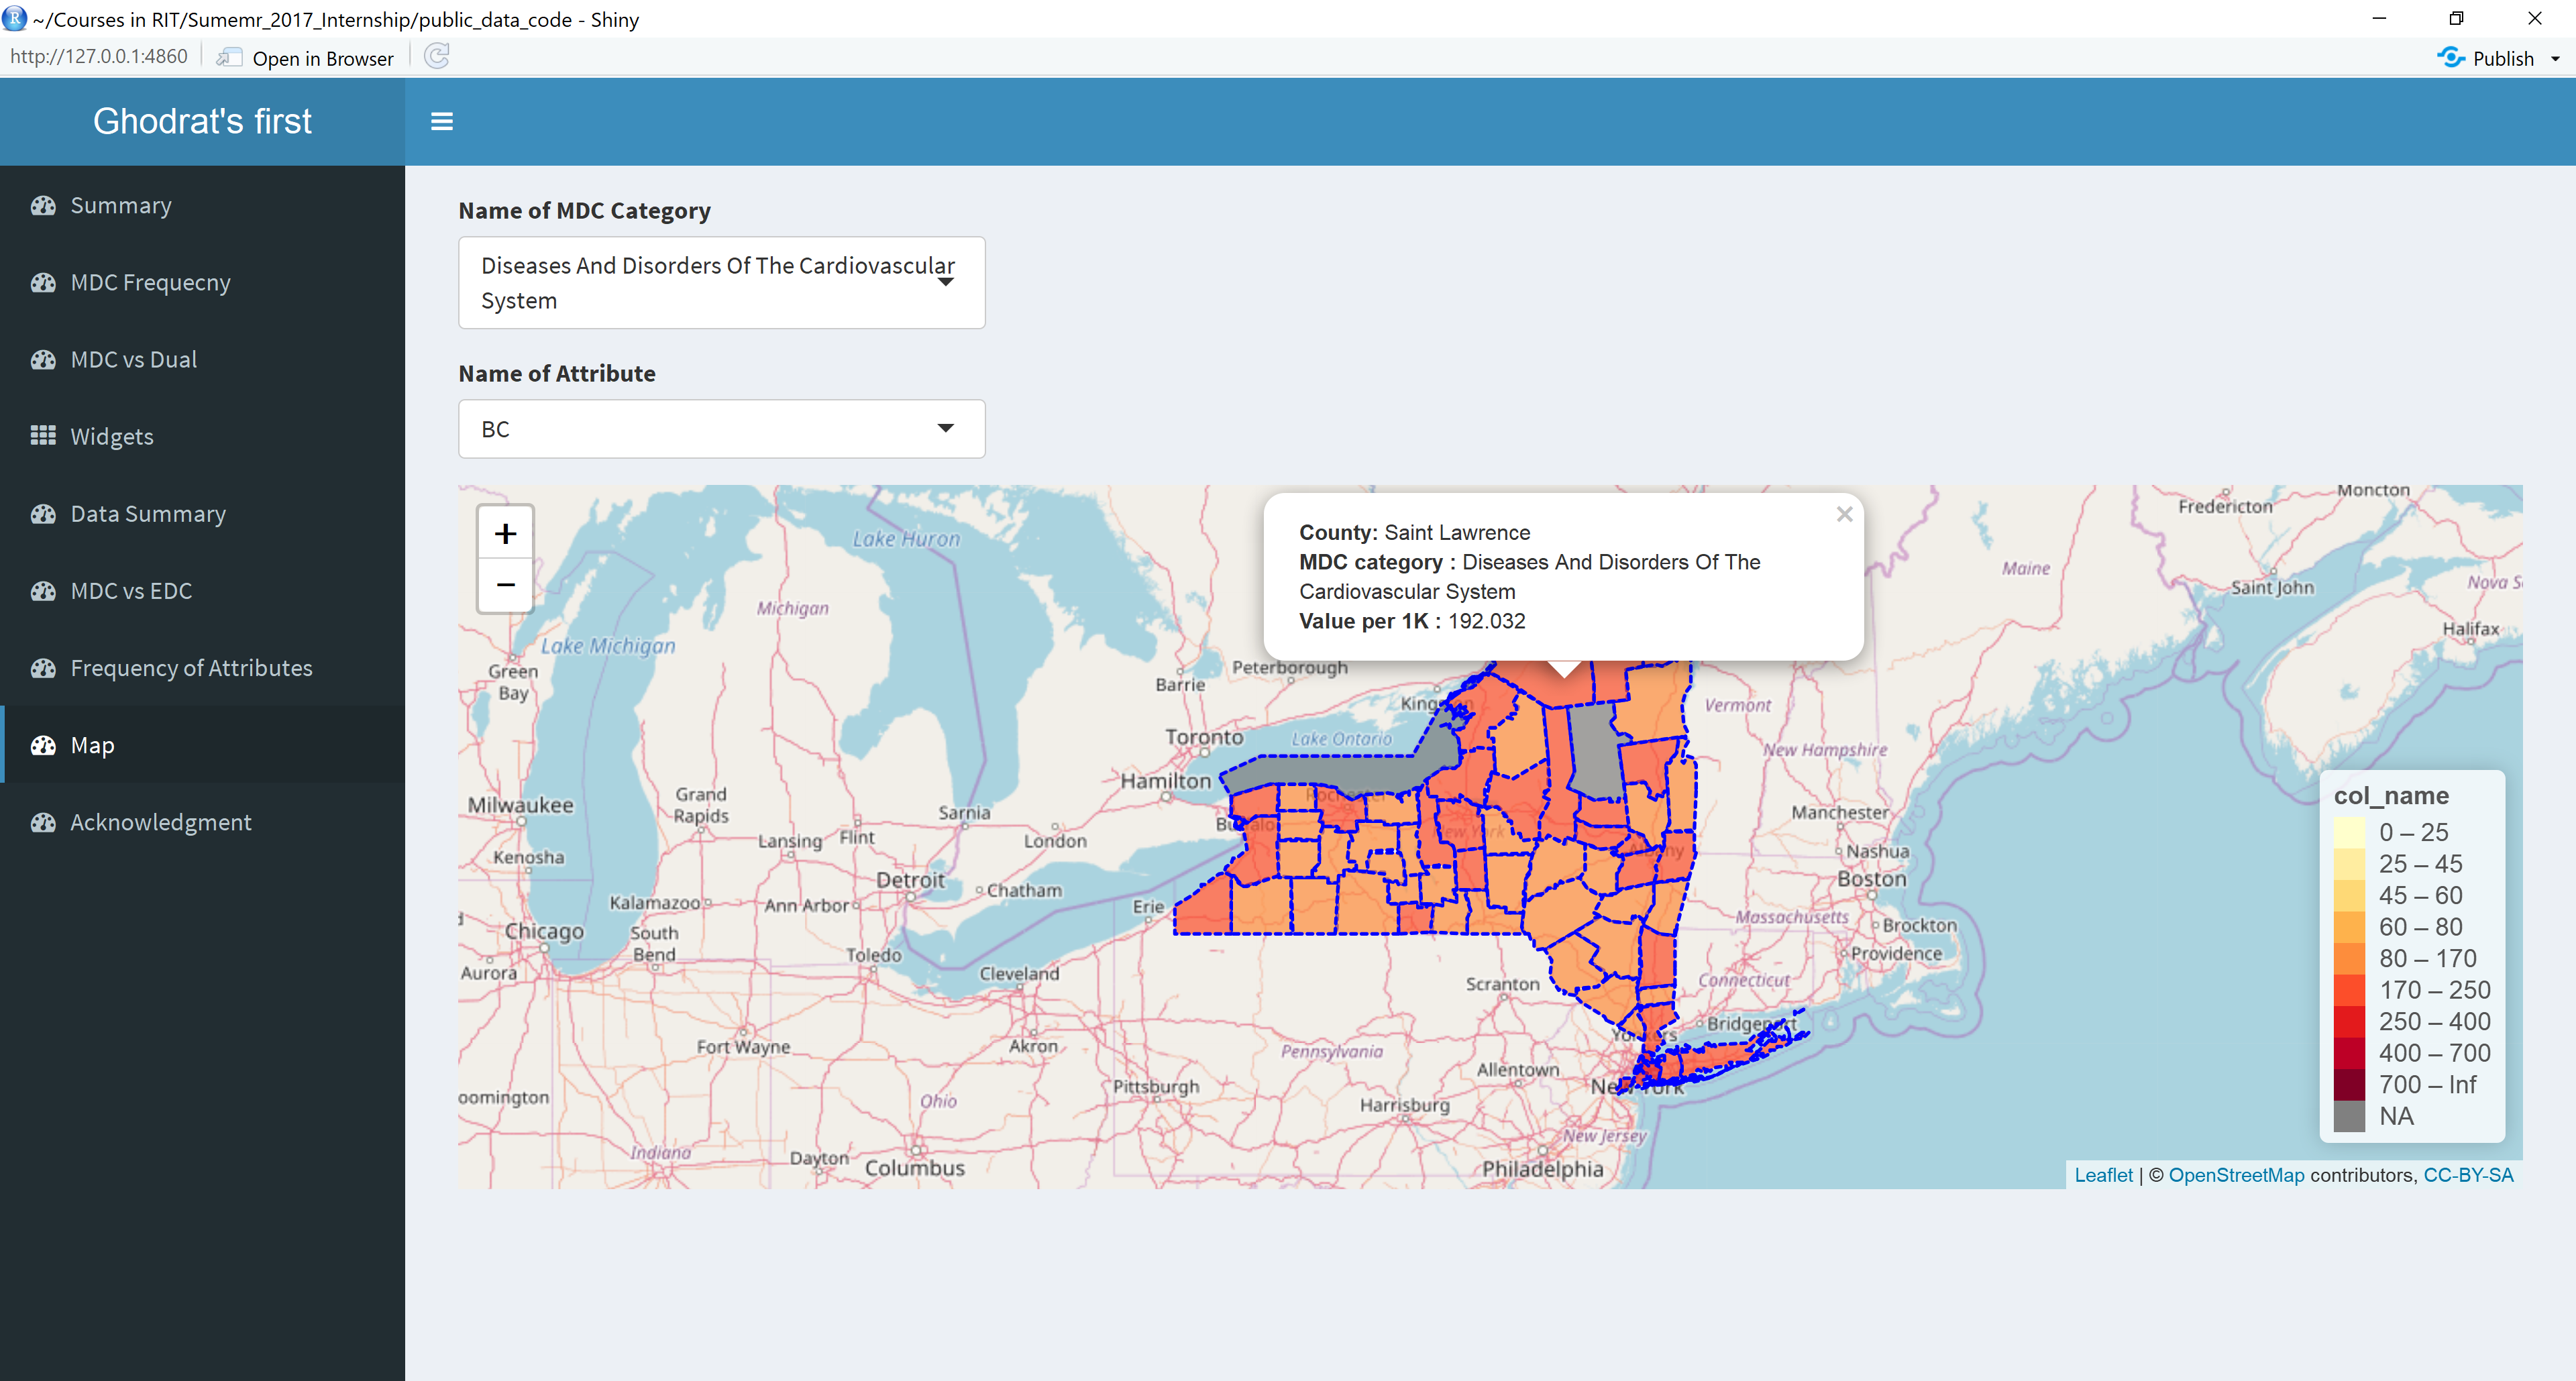 ~/Courses in RIT/Sumemr_2017_Internship/public_data_code - Shiny
http://127.0.0.1:4860
Open in Browser
Publish
Ghodrat's first
Summary
MDC Frequecny
MDC vs Dual
Widgets
Data Summary
MDC vs EDC
Frequency of Attributes
Map
Acknowledgment
Name of MDC Category
Diseases And Disorders Of The Cardiovascular
System
Name of Attribute
BC
+
−
County: Saint Lawrence
MDC category : Diseases And Disorders Of The
Cardiovascular System
Value per 1K : 192.032
×
Moncton
Fredericton
Lake Huron
Maine
Saint John
Michigan
Halifax
Lake Michigan
Green
Bay
Peterborough
Barrie
Vermont
Toronto
Lake Ontario
New Hampshire
Hamilton
Rochester
Milwaukee
Grand
Rapids
Sarnia
Manchester
Lansing
Flint
London
New York
Kenosha
Albany
Nashua
Detroit
Chatham
Boston
Kalamazoo
Ann Arbor
Erie
Massachusetts
Brockton
Chicago
South
Bend
Toledo
Providence
Aurora
Cleveland
Scranton
Connecticut
Bridgeport
Fort Wayne
Akron
Pennsylvania
Allentown
New York
Pittsburgh
oomington
Ohio
Harrisburg
New Jersey
Indiana
Dayton
Columbus
Philadelphia
col_name
0 – 25
25 – 45
45 – 60
60 – 80
80 – 170
170 – 250
250 – 400
400 – 700
700 – Inf
NA
Leaflet | © OpenStreetMap contributors, CC-BY-SA